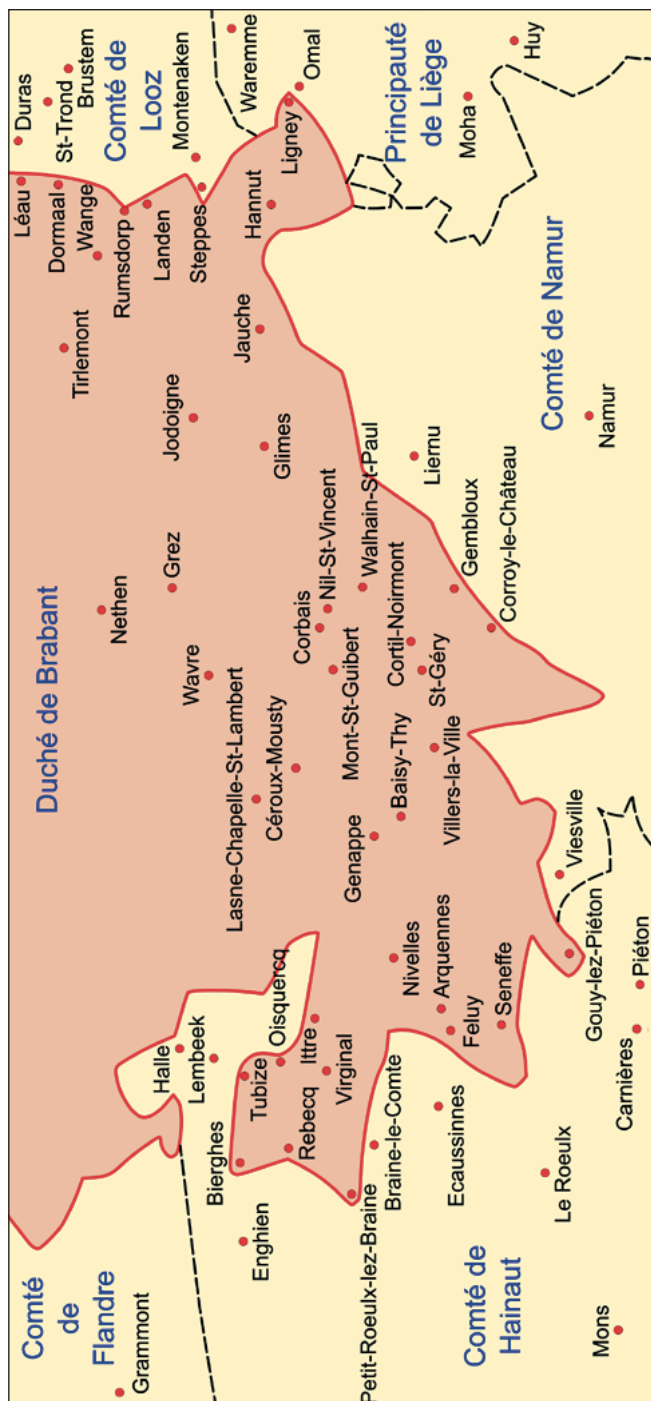 Comté
de
Flandre
Grammont
Duché de Brabant
Comté de
Looz
Principauté
de Liège
Comté de Namur
Comté de
Hainaut
Duras
St-Trond
Brustem
Léau
Dormaal
Wange
Rumsdorp
Landen
Montenaken
Steppes
Waremme
Omal
Ligney
Hannut
Moha
Huy
Tirlemont
Jodoigne
Jauche
Glimes
Nethen
Grez
Wavre
Lasne-Chapelle-St-Lambert
Céroux-Mousty
Corbais
Nil-St-Vincent
Mont-St-Guibert
Walhain-St-Paul
Liernu
Namur
Cortil-Noirmont
St-Géry
Gembloux
Corroy-le-Château
Genappe
Baisy-Thy
Villers-la-Ville
Viesville
Halle
Lembeek
Bierghes
Tubize
Oisquercq
Rebecq
Ittre
Virginal
Enghien
Petit-Roeulx-lez-Braine
Braine-le-Comte
Nivelles
Arquennes
Feluy
Seneffe
Gouy-lez-Piéton
Ecaussinnes
Le Roeulx
Carnières
Piéton
Mons